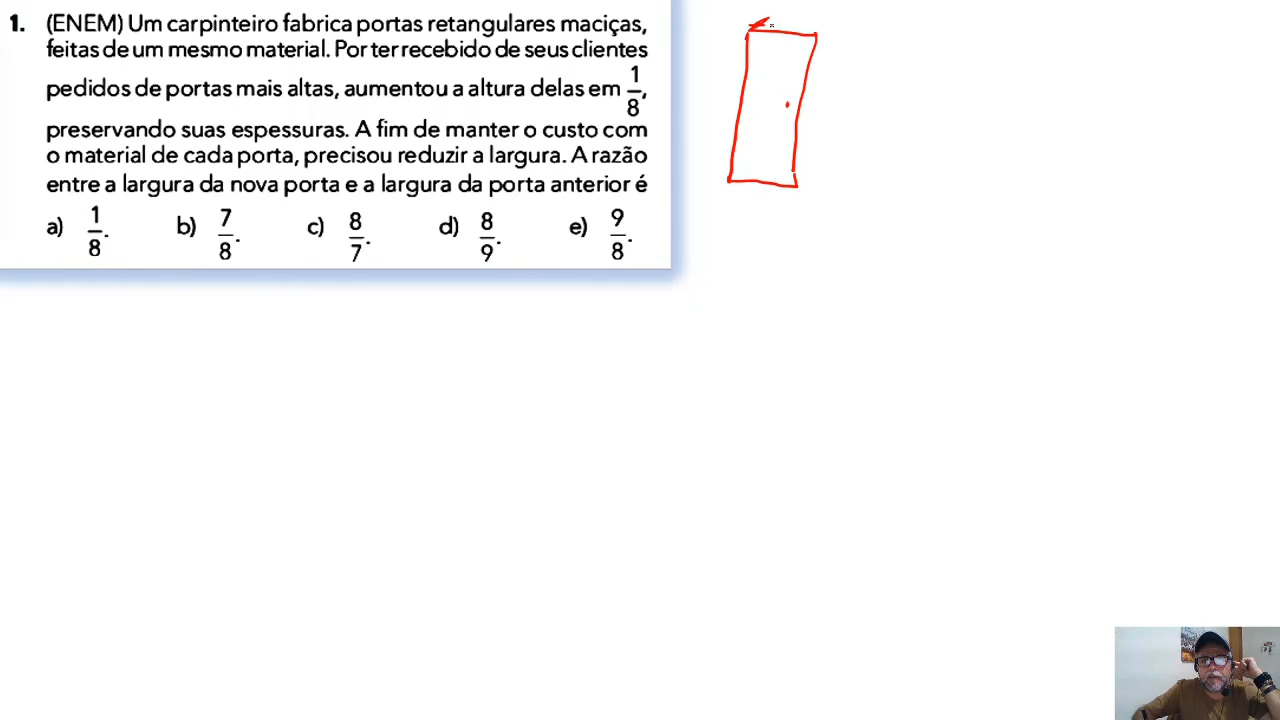 1. (ENEM) Um carpinteiro fabrica portas retangulares maciças,
feitas de um mesmo material. Por ter recebido de seus clientes
pedidos de portas mais altas, aumentou a altura delas em 1/8,
preservando suas espessuras. A fim de manter o custo com
o material de cada porta, precisou reduzir a largura. A razão
entre a largura da nova porta e a largura da porta anterior é
a) 1/8. b) 7/8. c) 8/7. d) 8/9. e) 9/8.